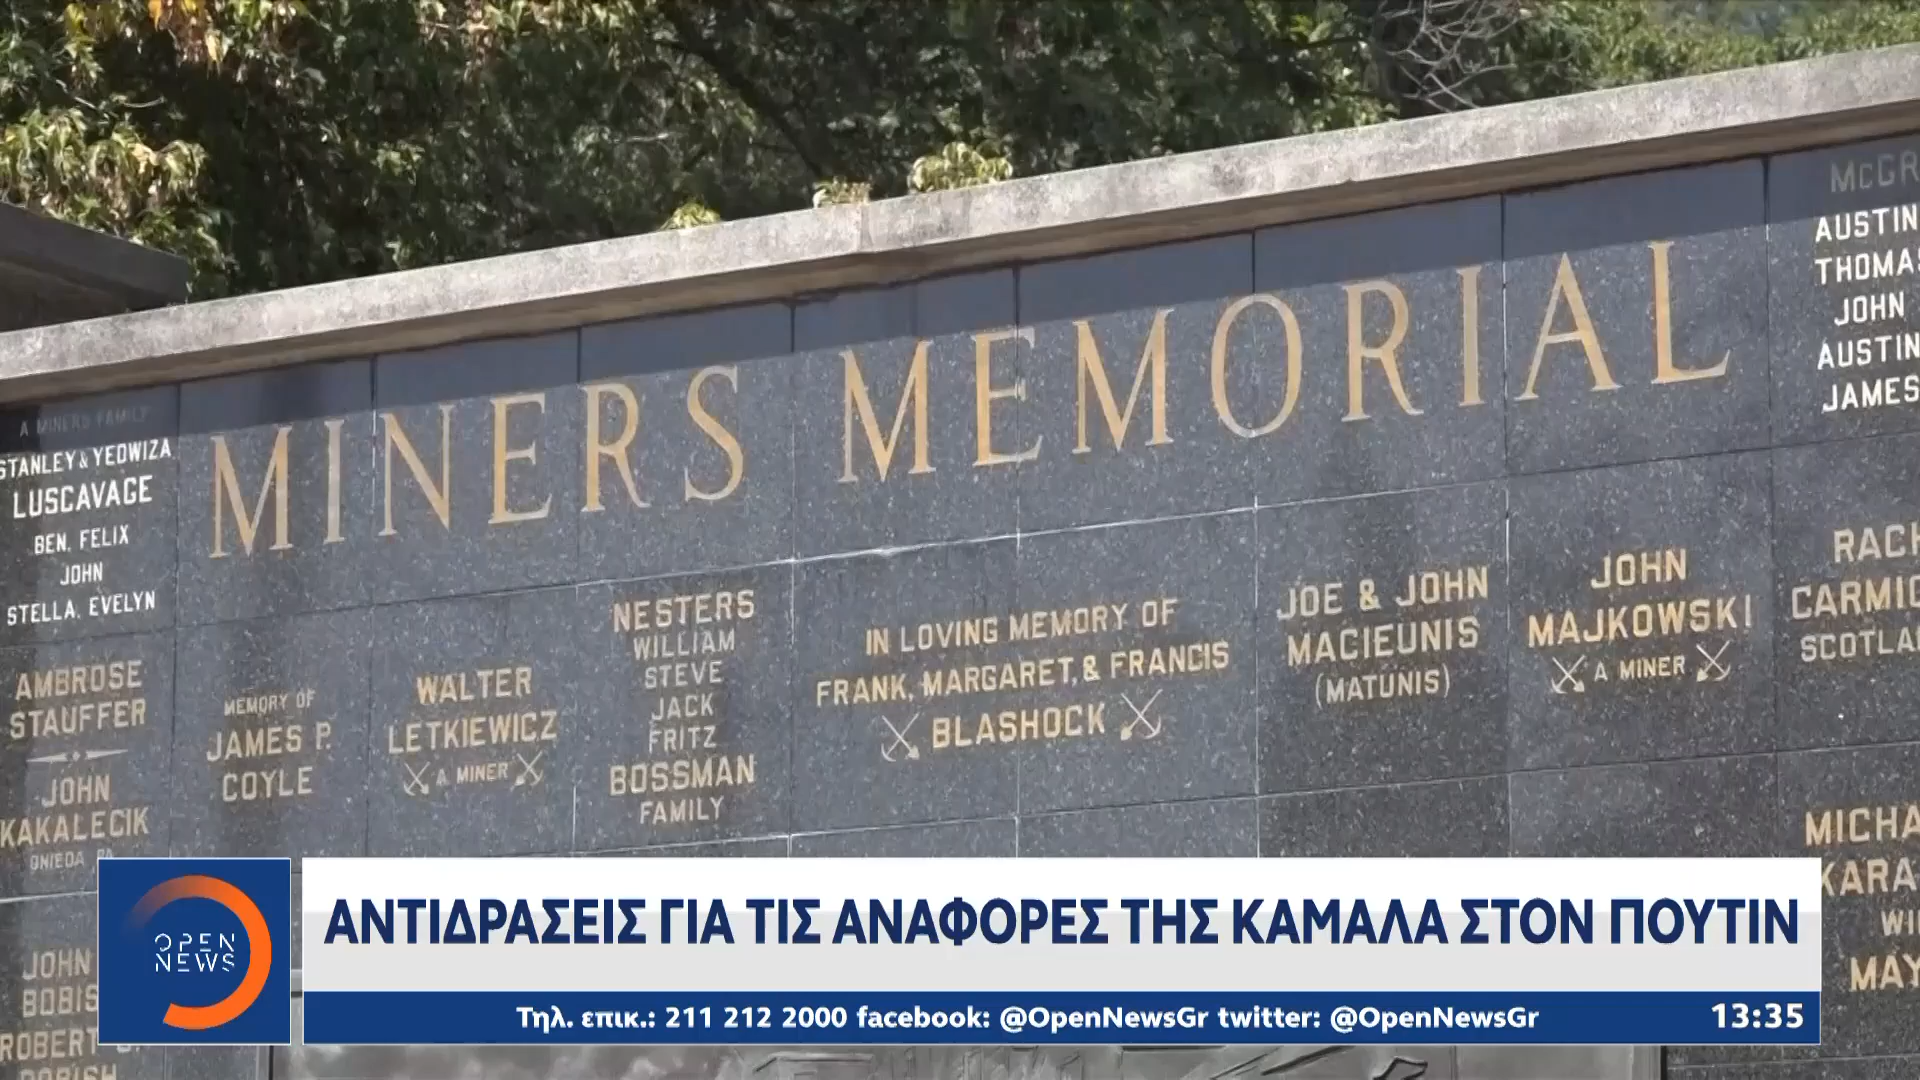 MINERS MEMORIAL
A MINERS FAMILY
STANLEY & YEDWIZA
LUSCAVAGE
BEN, FELIX
JOHN
STELLA, EVELYN
AMBROSE
STAUFFER
JOHN
KAKALECIK
ONIEDA, PA.
JOHN
ROBERT
MEMORY OF
JAMES P.
COYLE
WALTER
LETKIEWICZ
A MINER
NESTERS
WILLIAM
STEVE
JACK
FRITZ
BOSSMAN
FAMILY
IN LOVING MEMORY OF
FRANK, MARGARET, & FRANCIS
BLASHOCK
JOE & JOHN
MACIEUNIS
(MATUNIS)
JOHN
MAJKOWSKI
A MINER
AUSTIN
JOHN
AUSTIN
JAMES
OPEN
NEWS
ΑΝΤΙΔΡΑΣΕΙΣ ΓΙΑ ΤΙΣ ΑΝΑΦΟΡΕΣ ΤΗΣ ΚΑΜΑΛΑ ΣΤΟΝ ΠΟΥΤΙΝ
Τηλ. επικ.: 211 212 2000 facebook: @OpenNewsGr twitter: @OpenNewsGr
13:35